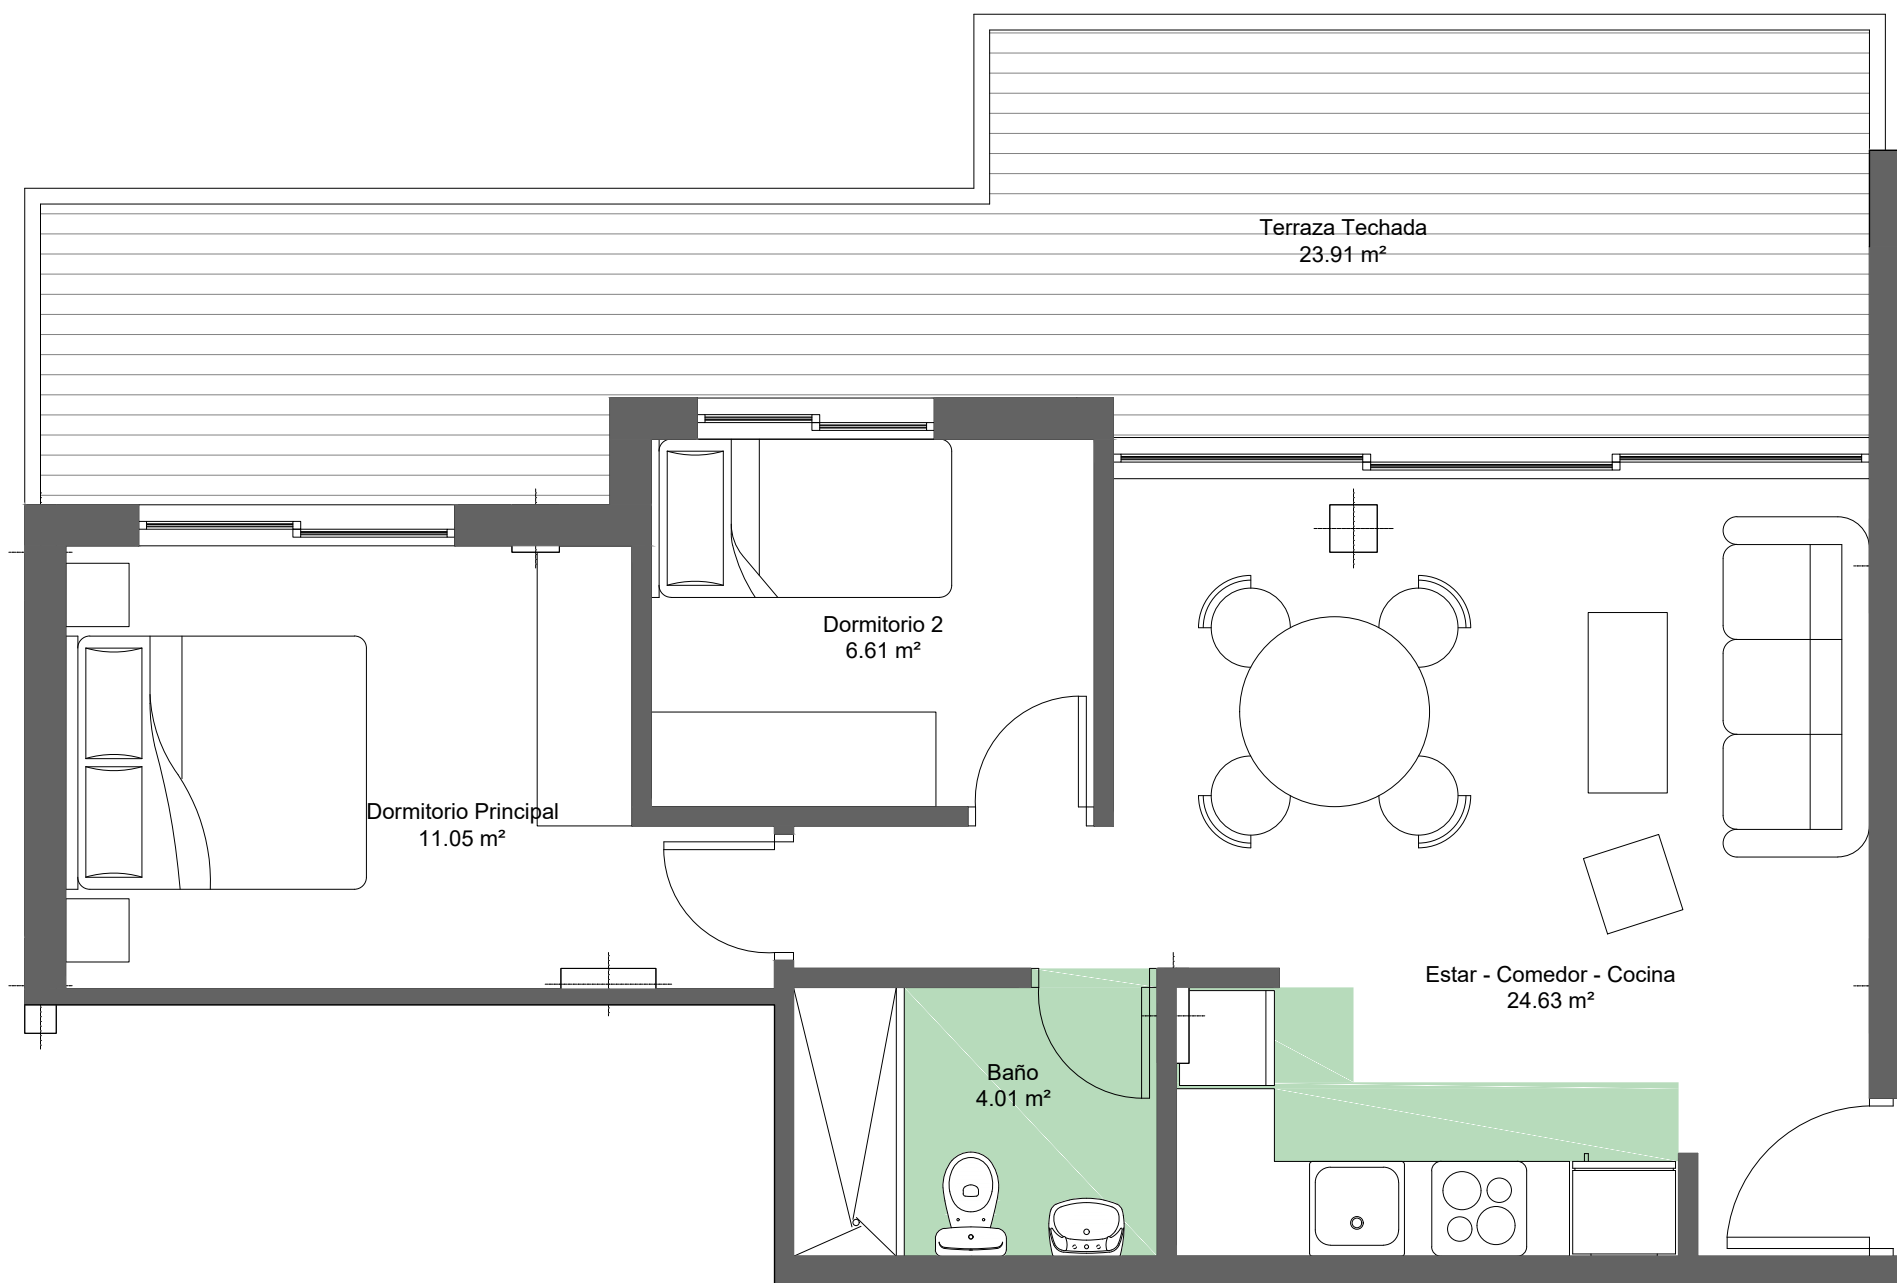 Terraza Techada
23.91 m²
Dormitorio 2
6.61 m²
Dormitorio Principal
11.05 m²
Estar - Comedor - Cocina
24.63 m²
Baño
4.01 m²